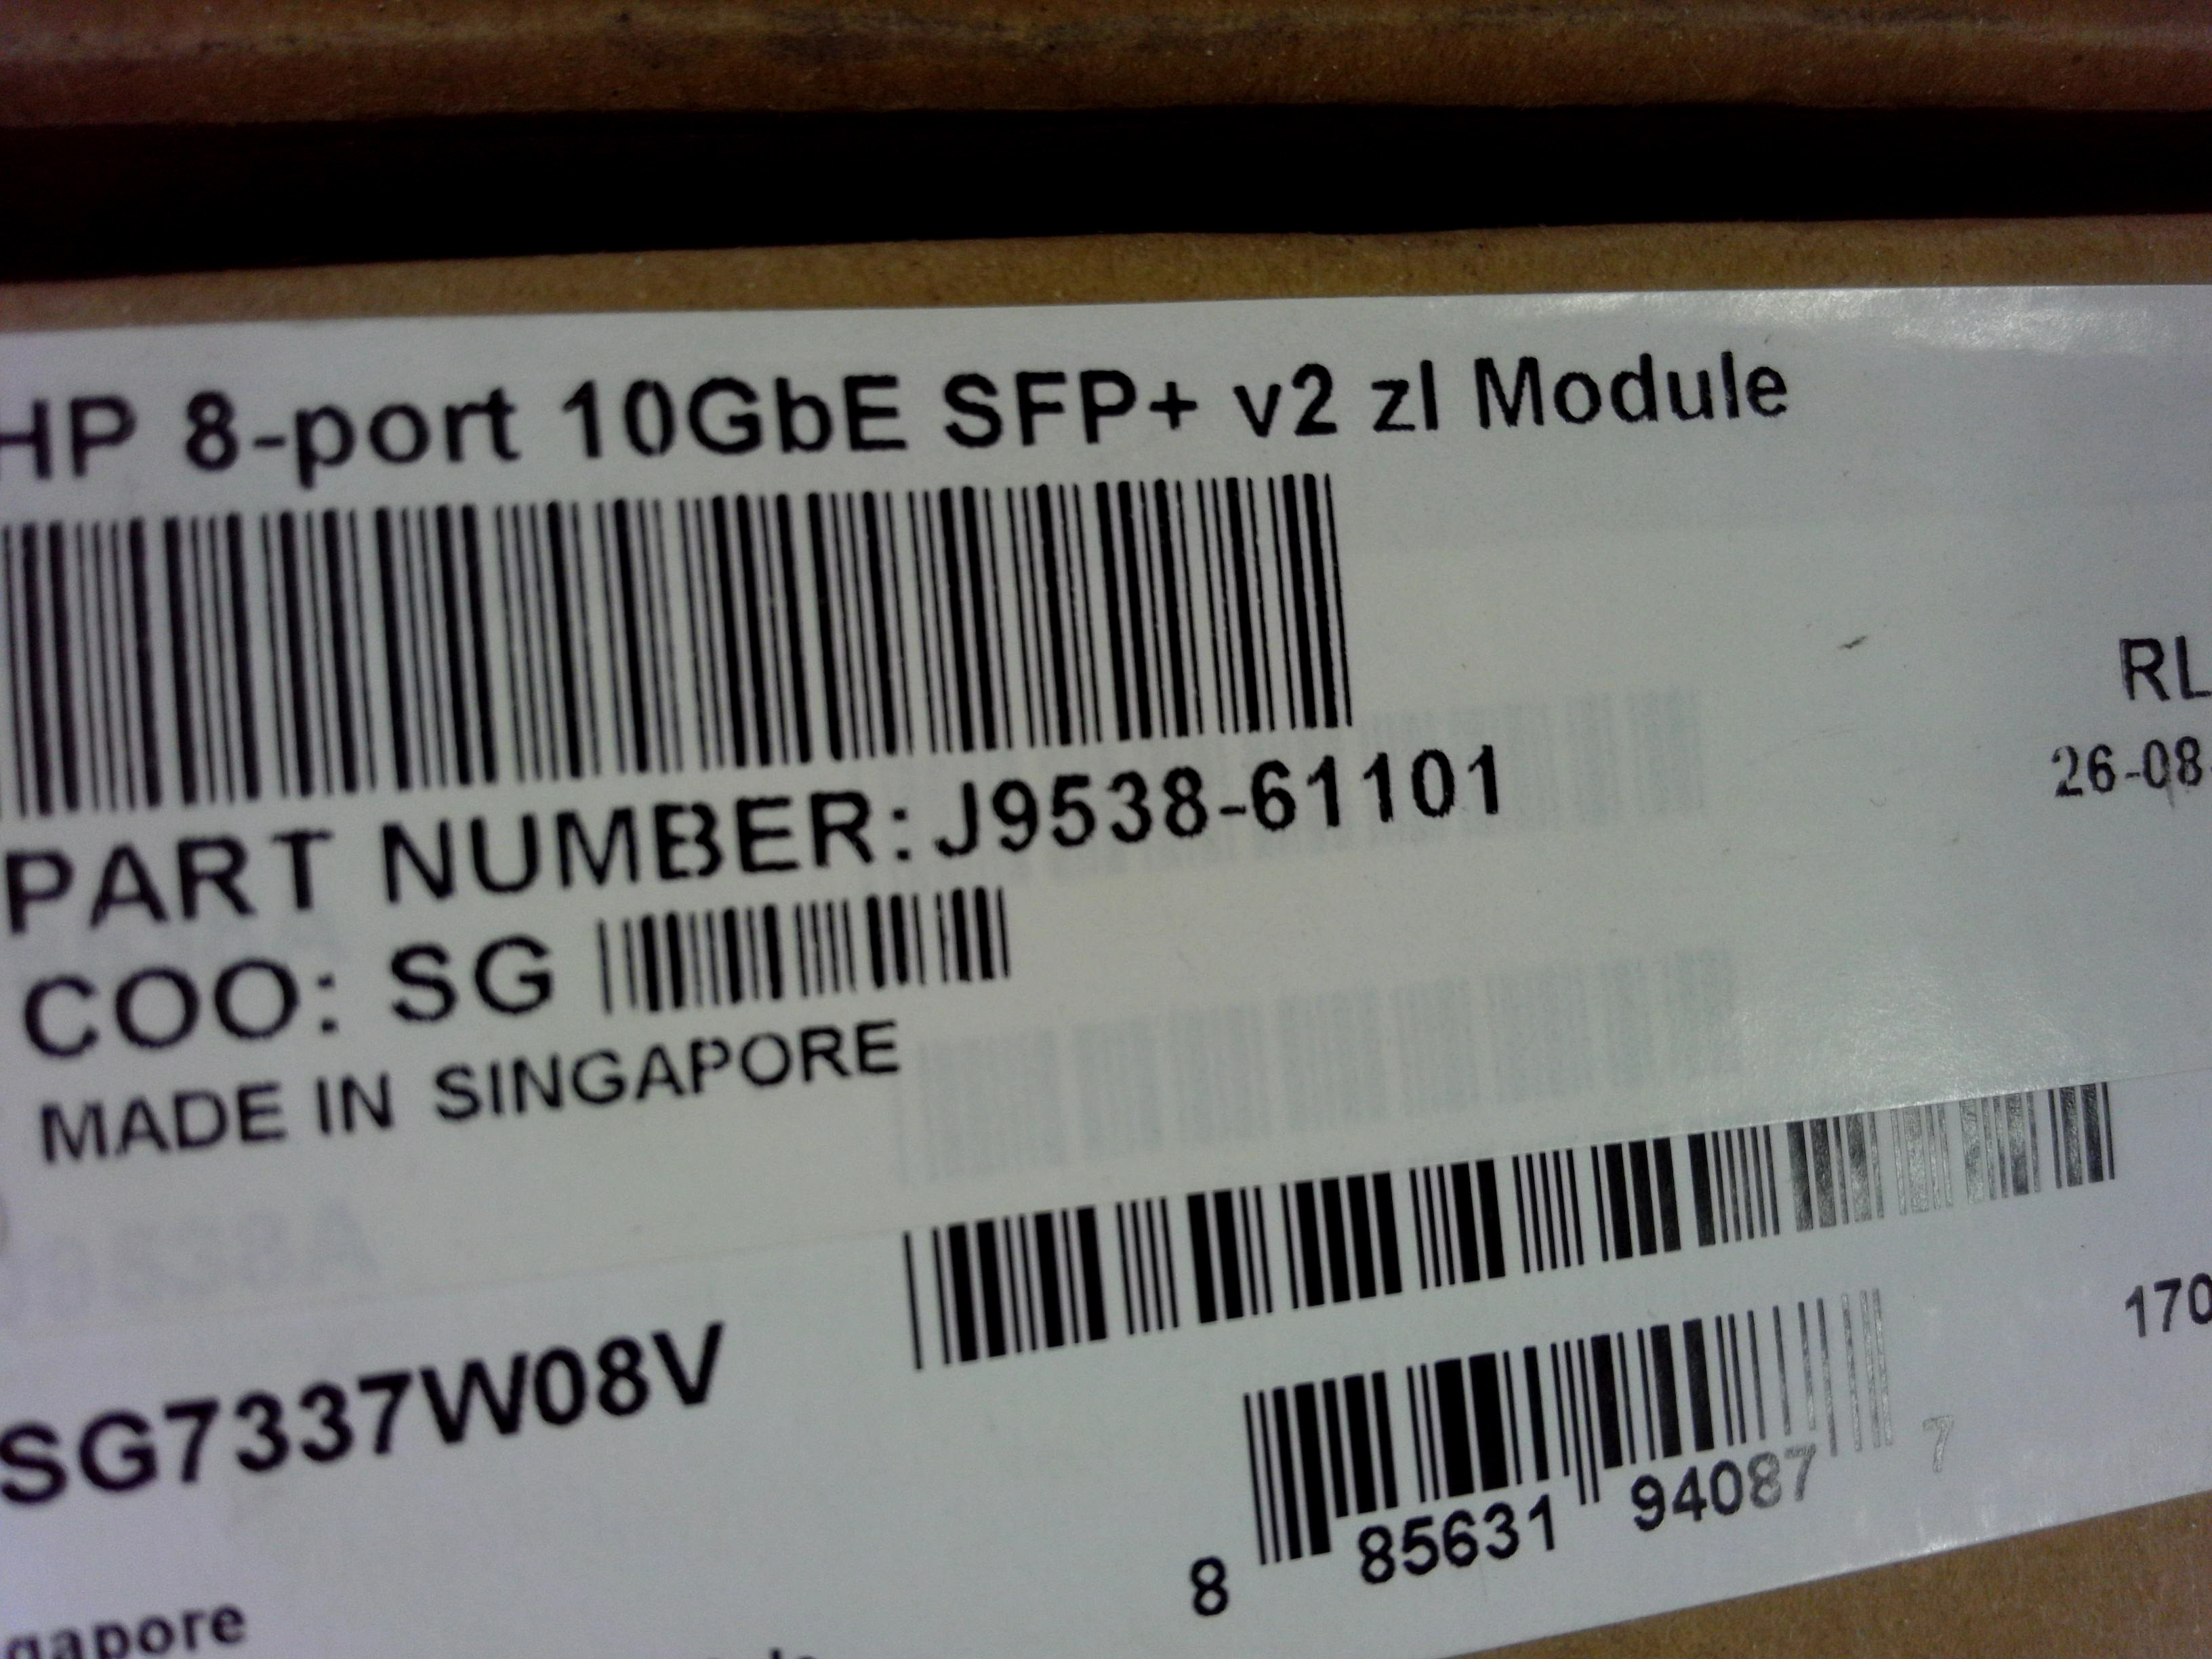 HP 8-port 10GbE SFP+ v2 zl Module
RL
26-08
PART NUMBER: J9538-61101
COO: SG
MADE IN SINGAPORE
SG7337W08V
170
8 85631 94087 7
gapore